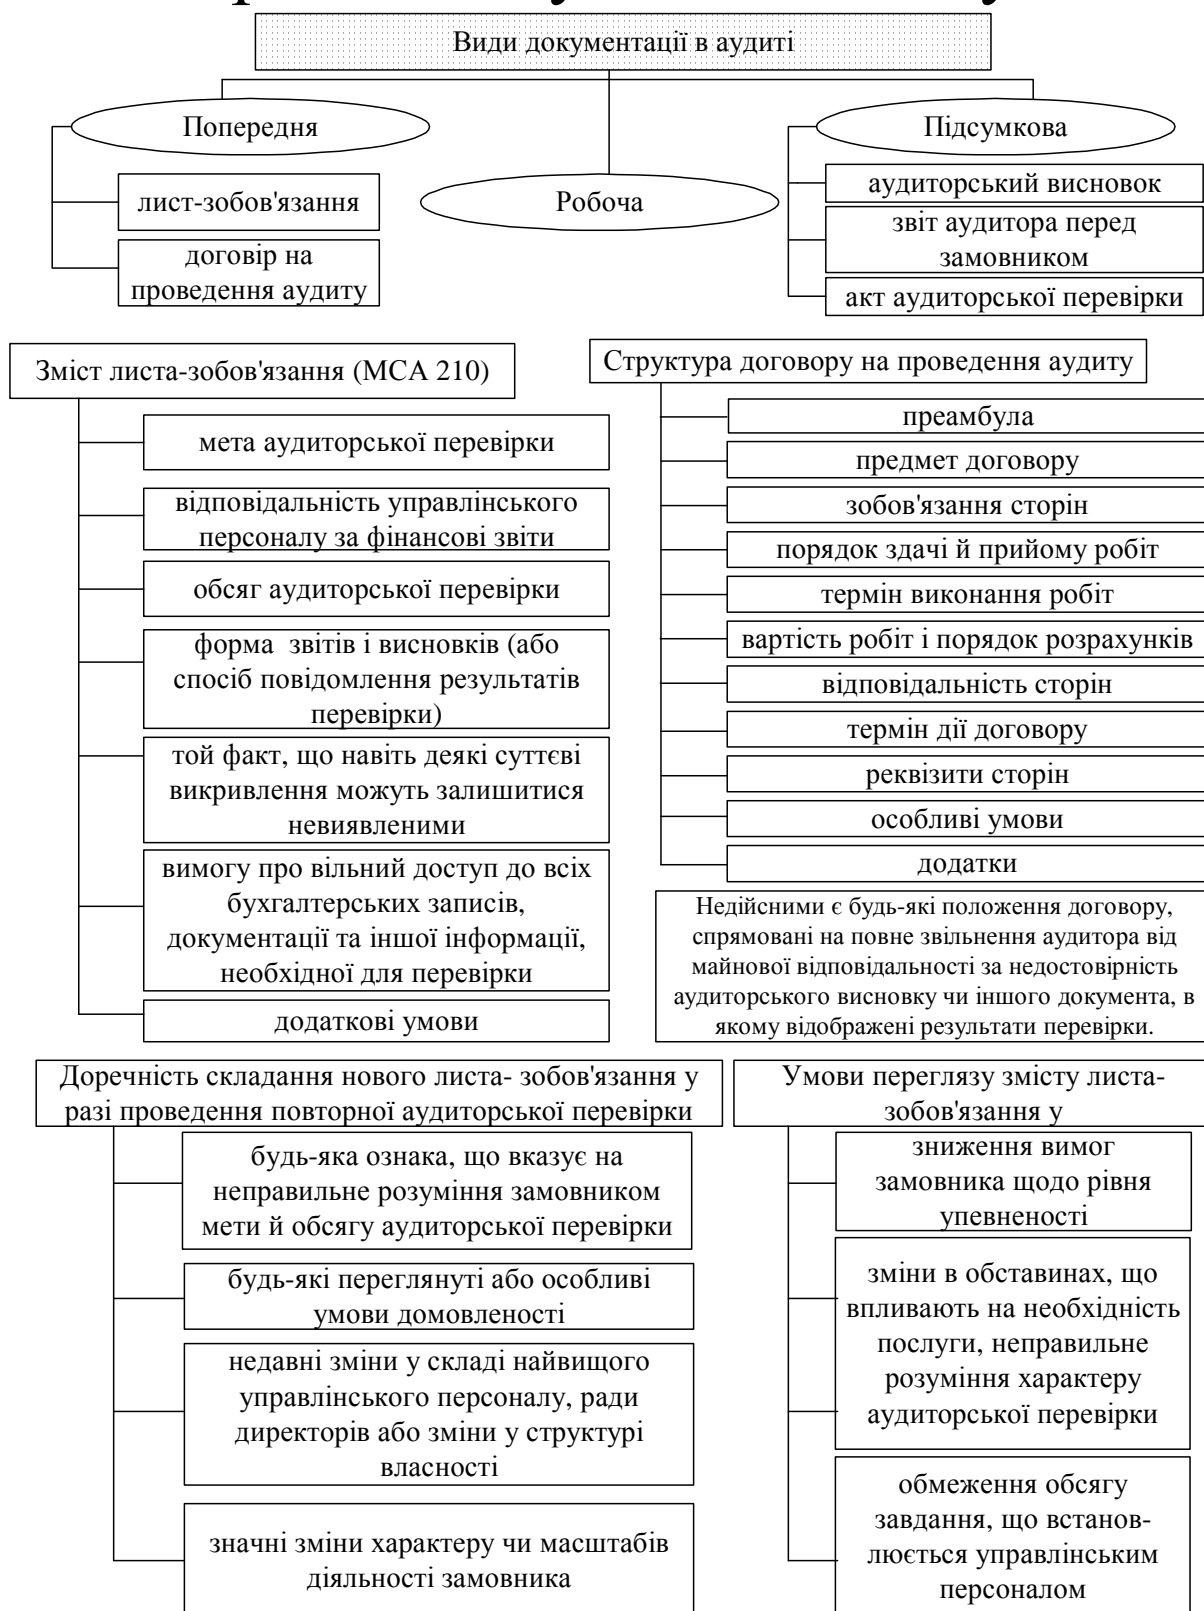 Види документації в аудиті
Попередня
лист-зобов'язання
договір на
проведення аудиту
Робоча
Підсумкова
аудиторський висновок
звіт аудитора перед
замовником
акт аудиторської перевірки
Зміст листа-зобов'язання (МСА 210)
мета аудиторської перевірки
відповідальність управлінського
персоналу за фінансові звіти
обсяг аудиторської перевірки
форма звітів і висновків (або
спосіб повідомлення результатів
перевірки)
той факт, що навіть деякі суттєві
викривлення можуть залишитися
невиявленими
вимогу про вільний доступ до всіх
бухгалтерських записів,
документації та іншої інформації,
необхідної для перевірки
додаткові умови
Структура договору на проведення аудиту
преамбула
предмет договору
зобов'язання сторін
порядок здачі й прийому робіт
термін виконання робіт
вартість робіт і порядок розрахунків
відповідальність сторін
термін дії договору
реквізити сторін
особливі умови
додатки
Недійсними є будь-які положення договору,
спрямовані на повне звільнення аудитора від
майнової відповідальності за недостовірність
аудиторського висновку чи іншого документа, в
якому відображені результати перевірки.
Доречність складання нового листа- зобов'язання у
разі проведення повторної аудиторської перевірки
будь-яка ознака, що вказує на
неправильне розуміння замовником
мети й обсягу аудиторської перевірки
будь-які переглянуті або особливі
умови домовленості
недавні зміни у складі найвищого
управлінського персоналу, ради
директорів або зміни у структурі
власності
значні зміни характеру чи масштабів
діяльності замовника
Умови переглязу змісту листа-
зобов'язання у
зниження вимог
замовника щодо рівня
упевненості
зміни в обставинах, що
впливають на необхідність
послуги, неправильне
розуміння характеру
аудиторської перевірки
обмеження обсягу
завдання, що встанов-
люється управлінським
персоналом